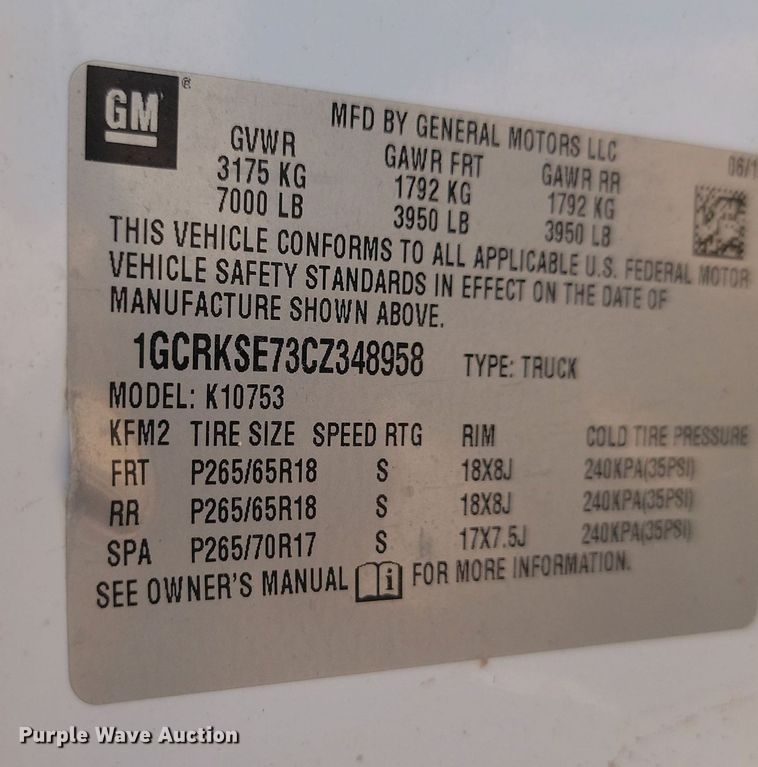 GM ®
MFD BY GENERAL MOTORS LLC
06/1
GVWR GAWR FRT GAWR RR
3175 KG 1792 KG 1792 KG
7000 LB 3950 LB 3950 LB
THIS VEHICLE CONFORMS TO ALL APPLICABLE U.S. FEDERAL MOTOR
VEHICLE SAFETY STANDARDS IN EFFECT ON THE DATE OF
MANUFACTURE SHOWN ABOVE.
1GCRKSE73CZ348958 TYPE: TRUCK
MODEL: K10753
KFM2 TIRE SIZE SPEED RTG RIM COLD TIRE PRESSURE
FRT P265/65R18 S 18X8J 240KPA(35PSI)
RR P265/65R18 S 18X8J 240KPA(35PSI)
SPA P265/70R17 S 17X7.5J 240KPA(35PSI)
SEE OWNER'S MANUAL i FOR MORE INFORMATION.
Purple Wave Auction